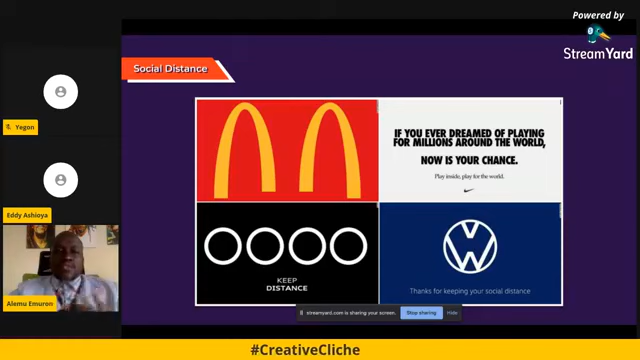 Powered by
StreamYard
Social Distance
IF YOU EVER DREAMED OF PLAYING
FOR MILLIONS AROUND THE WORLD,
NOW IS YOUR CHANCE.
Play inside, play for the world.
KEEP
DISTANCE
Thanks for keeping your social distance
Yegon
Eddy Ashioya
Alemu Emuron
streamyard.com is sharing your screen.
Stop sharing
Hide
#CreativeCliche